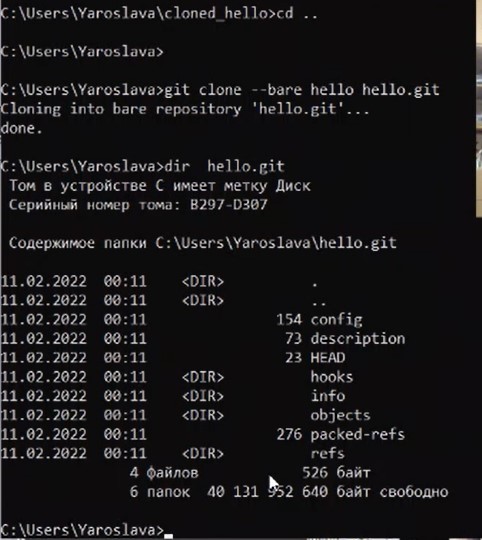 C:\Users\Yaroslava\cloned_hello>cd ..
C:\Users\Yaroslava>
C:\Users\Yaroslava>git clone --bare hello hello.git
Cloning into bare repository 'hello.git'...
done.
C:\Users\Yaroslava>dir  hello.git
Том в устройстве C имеет метку Диск
Серийный номер тома: B297-D307
Содержимое папки C:\Users\Yaroslava\hello.git
11.02.2022  00:11    <DIR>          .
11.02.2022  00:11    <DIR>          ..
11.02.2022  00:11               154 config
11.02.2022  00:11                73 description
11.02.2022  00:11                23 HEAD
11.02.2022  00:11    <DIR>          hooks
11.02.2022  00:11    <DIR>          info
11.02.2022  00:11    <DIR>          objects
11.02.2022  00:11               276 packed-refs
11.02.2022  00:11    <DIR>          refs
4 файлов            526 байт
6 папок  40 131 952 640 байт свободно
C:\Users\Yaroslava>